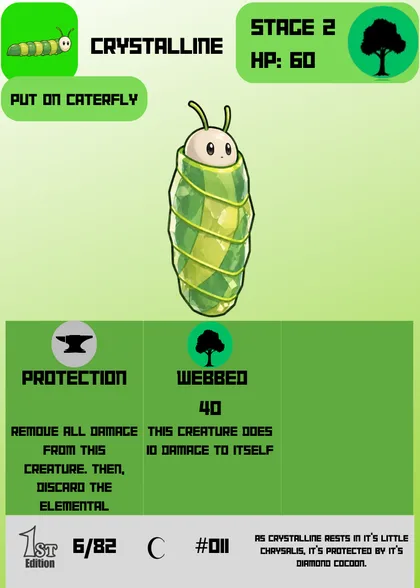 CRYSTALLINE
STAGE 2
HP: 60
PUT ON CATERFLY
PROTECTION
REMOVE ALL DAMAGE
FROM THIS
CREATURE. THEN,
DISCARD THE
ELEMENTAL
WEBBED
40
THIS CREATURE DOES
10 DAMAGE TO ITSELF
1ST
Edition
6/82
C
#011
AS CRYSTALLINE RESTS IN IT'S LITTLE
CHRYSALIS, IT'S PROTECTED BY IT'S
DIAMOND COCOON.